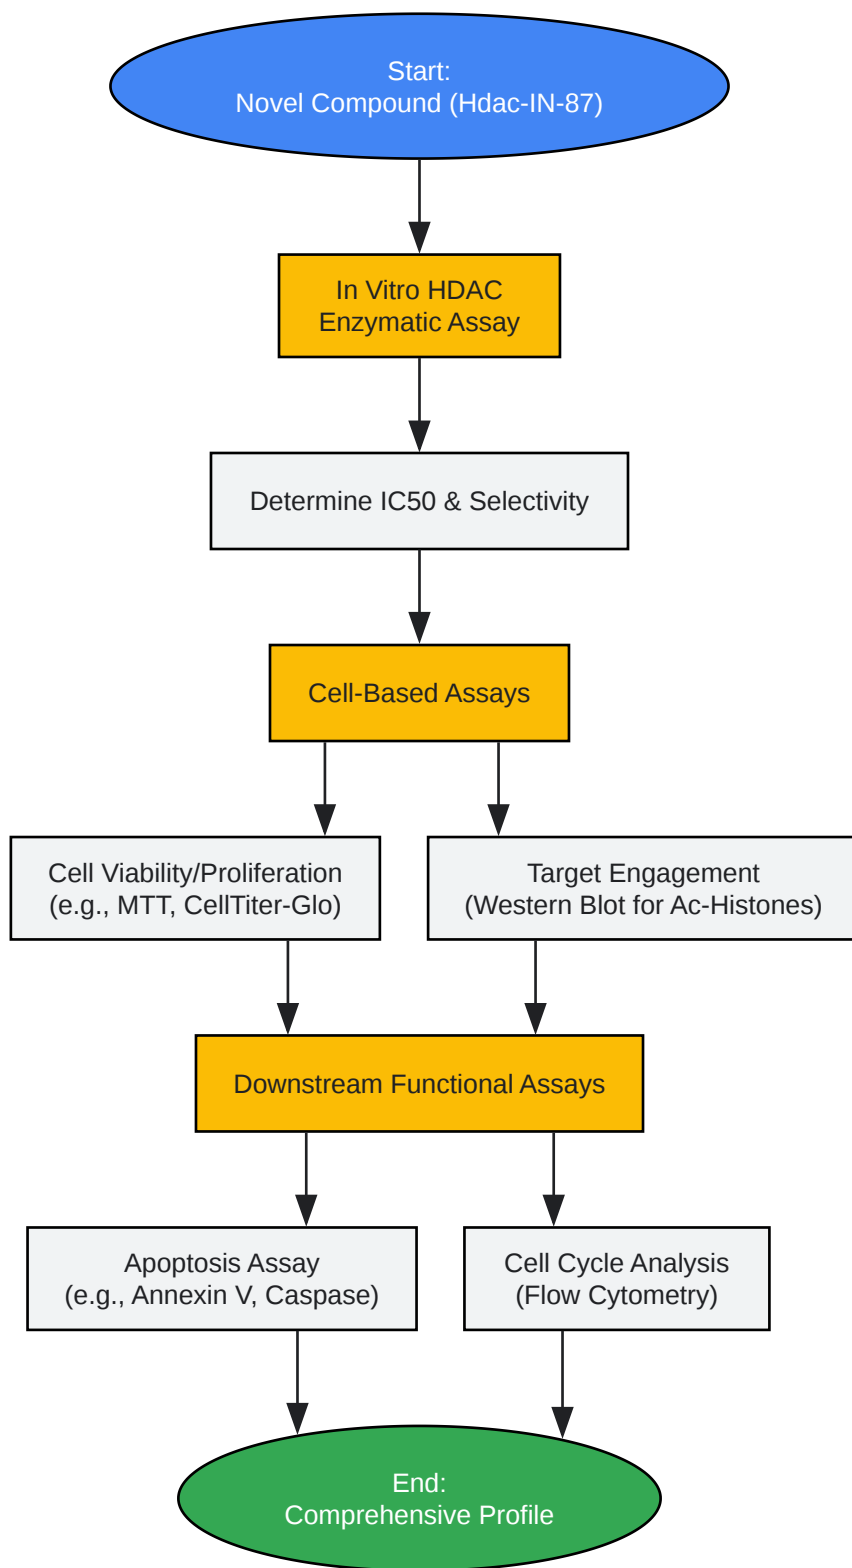 Start:
Novel Compound (Hdac-IN-87)
In Vitro HDAC
Enzymatic Assay
Determine IC50 & Selectivity
Cell-Based Assays
Cell Viability/Proliferation
(e.g., MTT, CellTiter-Glo)
Target Engagement
(Western Blot for Ac-Histones)
Downstream Functional Assays
Apoptosis Assay
(e.g., Annexin V, Caspase)
Cell Cycle Analysis
(Flow Cytometry)
End:
Comprehensive Profile